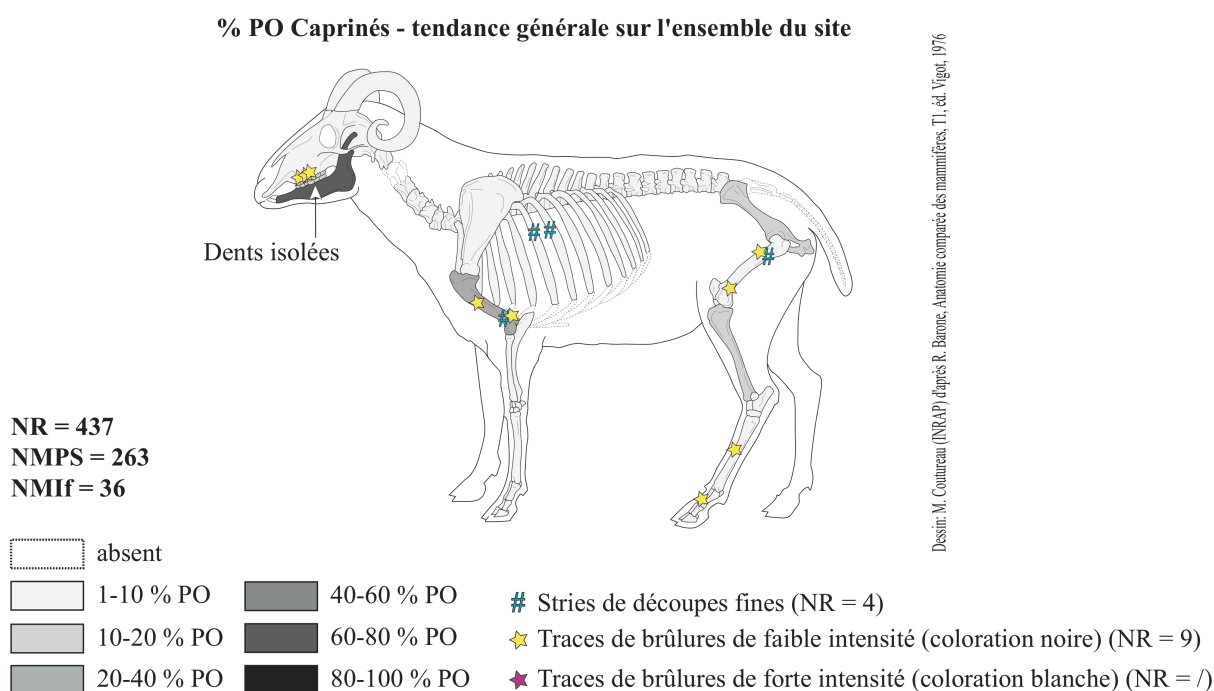 % PO Caprinés - tendance générale sur l'ensemble du site
Dessin: M. Coutureau (INRAP) d'après R. Barone, Anatomie comparée des mammifères, T1, éd. Vigot, 1976
Dents isolées
NR = 437
NMPS = 263
NMIf = 36
absent
1-10 % PO
10-20 % PO
20-40 % PO
40-60 % PO
60-80 % PO
80-100 % PO
# Stries de découpes fines (NR = 4)
Traces de brûlures de faible intensité (coloration noire) (NR = 9)
Traces de brûlures de forte intensité (coloration blanche) (NR = /)